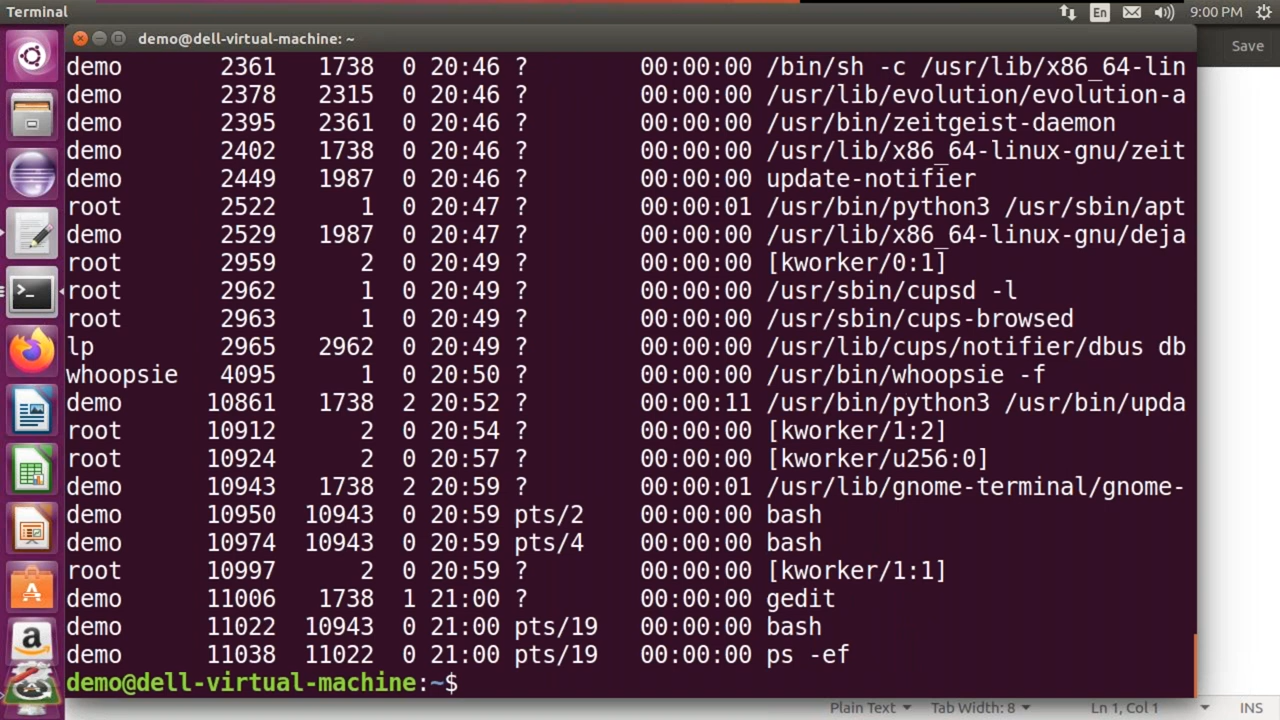 Terminal
En
9:00 PM
demo@dell-virtual-machine: ~
Save
demo 2361 1738 0 20:46 ? 00:00:00 /bin/sh -c /usr/lib/x86_64-lin
demo 2378 2315 0 20:46 ? 00:00:00 /usr/lib/evolution/evolution-a
demo 2395 2361 0 20:46 ? 00:00:00 /usr/bin/zeitgeist-daemon
demo 2402 1738 0 20:46 ? 00:00:00 /usr/lib/x86_64-linux-gnu/zeit
demo 2449 1987 0 20:46 ? 00:00:00 update-notifier
root 2522 1 0 20:47 ? 00:00:01 /usr/bin/python3 /usr/sbin/apt
demo 2529 1987 0 20:47 ? 00:00:00 /usr/lib/x86_64-linux-gnu/deja
root 2959 2 0 20:49 ? 00:00:00 [kworker/0:1]
root 2962 1 0 20:49 ? 00:00:00 /usr/sbin/cupsd -l
root 2963 1 0 20:49 ? 00:00:00 /usr/sbin/cups-browsed
lp 2965 2962 0 20:49 ? 00:00:00 /usr/lib/cups/notifier/dbus db
whoopsie 4095 1 0 20:50 ? 00:00:00 /usr/bin/whoopsie -f
demo 10861 1738 2 20:52 ? 00:00:11 /usr/bin/python3 /usr/bin/upda
root 10912 2 0 20:54 ? 00:00:00 [kworker/1:2]
root 10924 2 0 20:57 ? 00:00:00 [kworker/u256:0]
demo 10943 1738 2 20:59 ? 00:00:01 /usr/lib/gnome-terminal/gnome-
demo 10950 10943 0 20:59 pts/2 00:00:00 bash
demo 10974 10943 0 20:59 pts/4 00:00:00 bash
root 10997 2 0 20:59 ? 00:00:00 [kworker/1:1]
demo 11006 1738 1 21:00 ? 00:00:00 gedit
demo 11022 10943 0 21:00 pts/19 00:00:00 bash
demo 11038 11022 0 21:00 pts/19 00:00:00 ps -ef
demo@dell-virtual-machine:~$
Plain Text Tab Width: 8 Ln 1, Col 1 INS